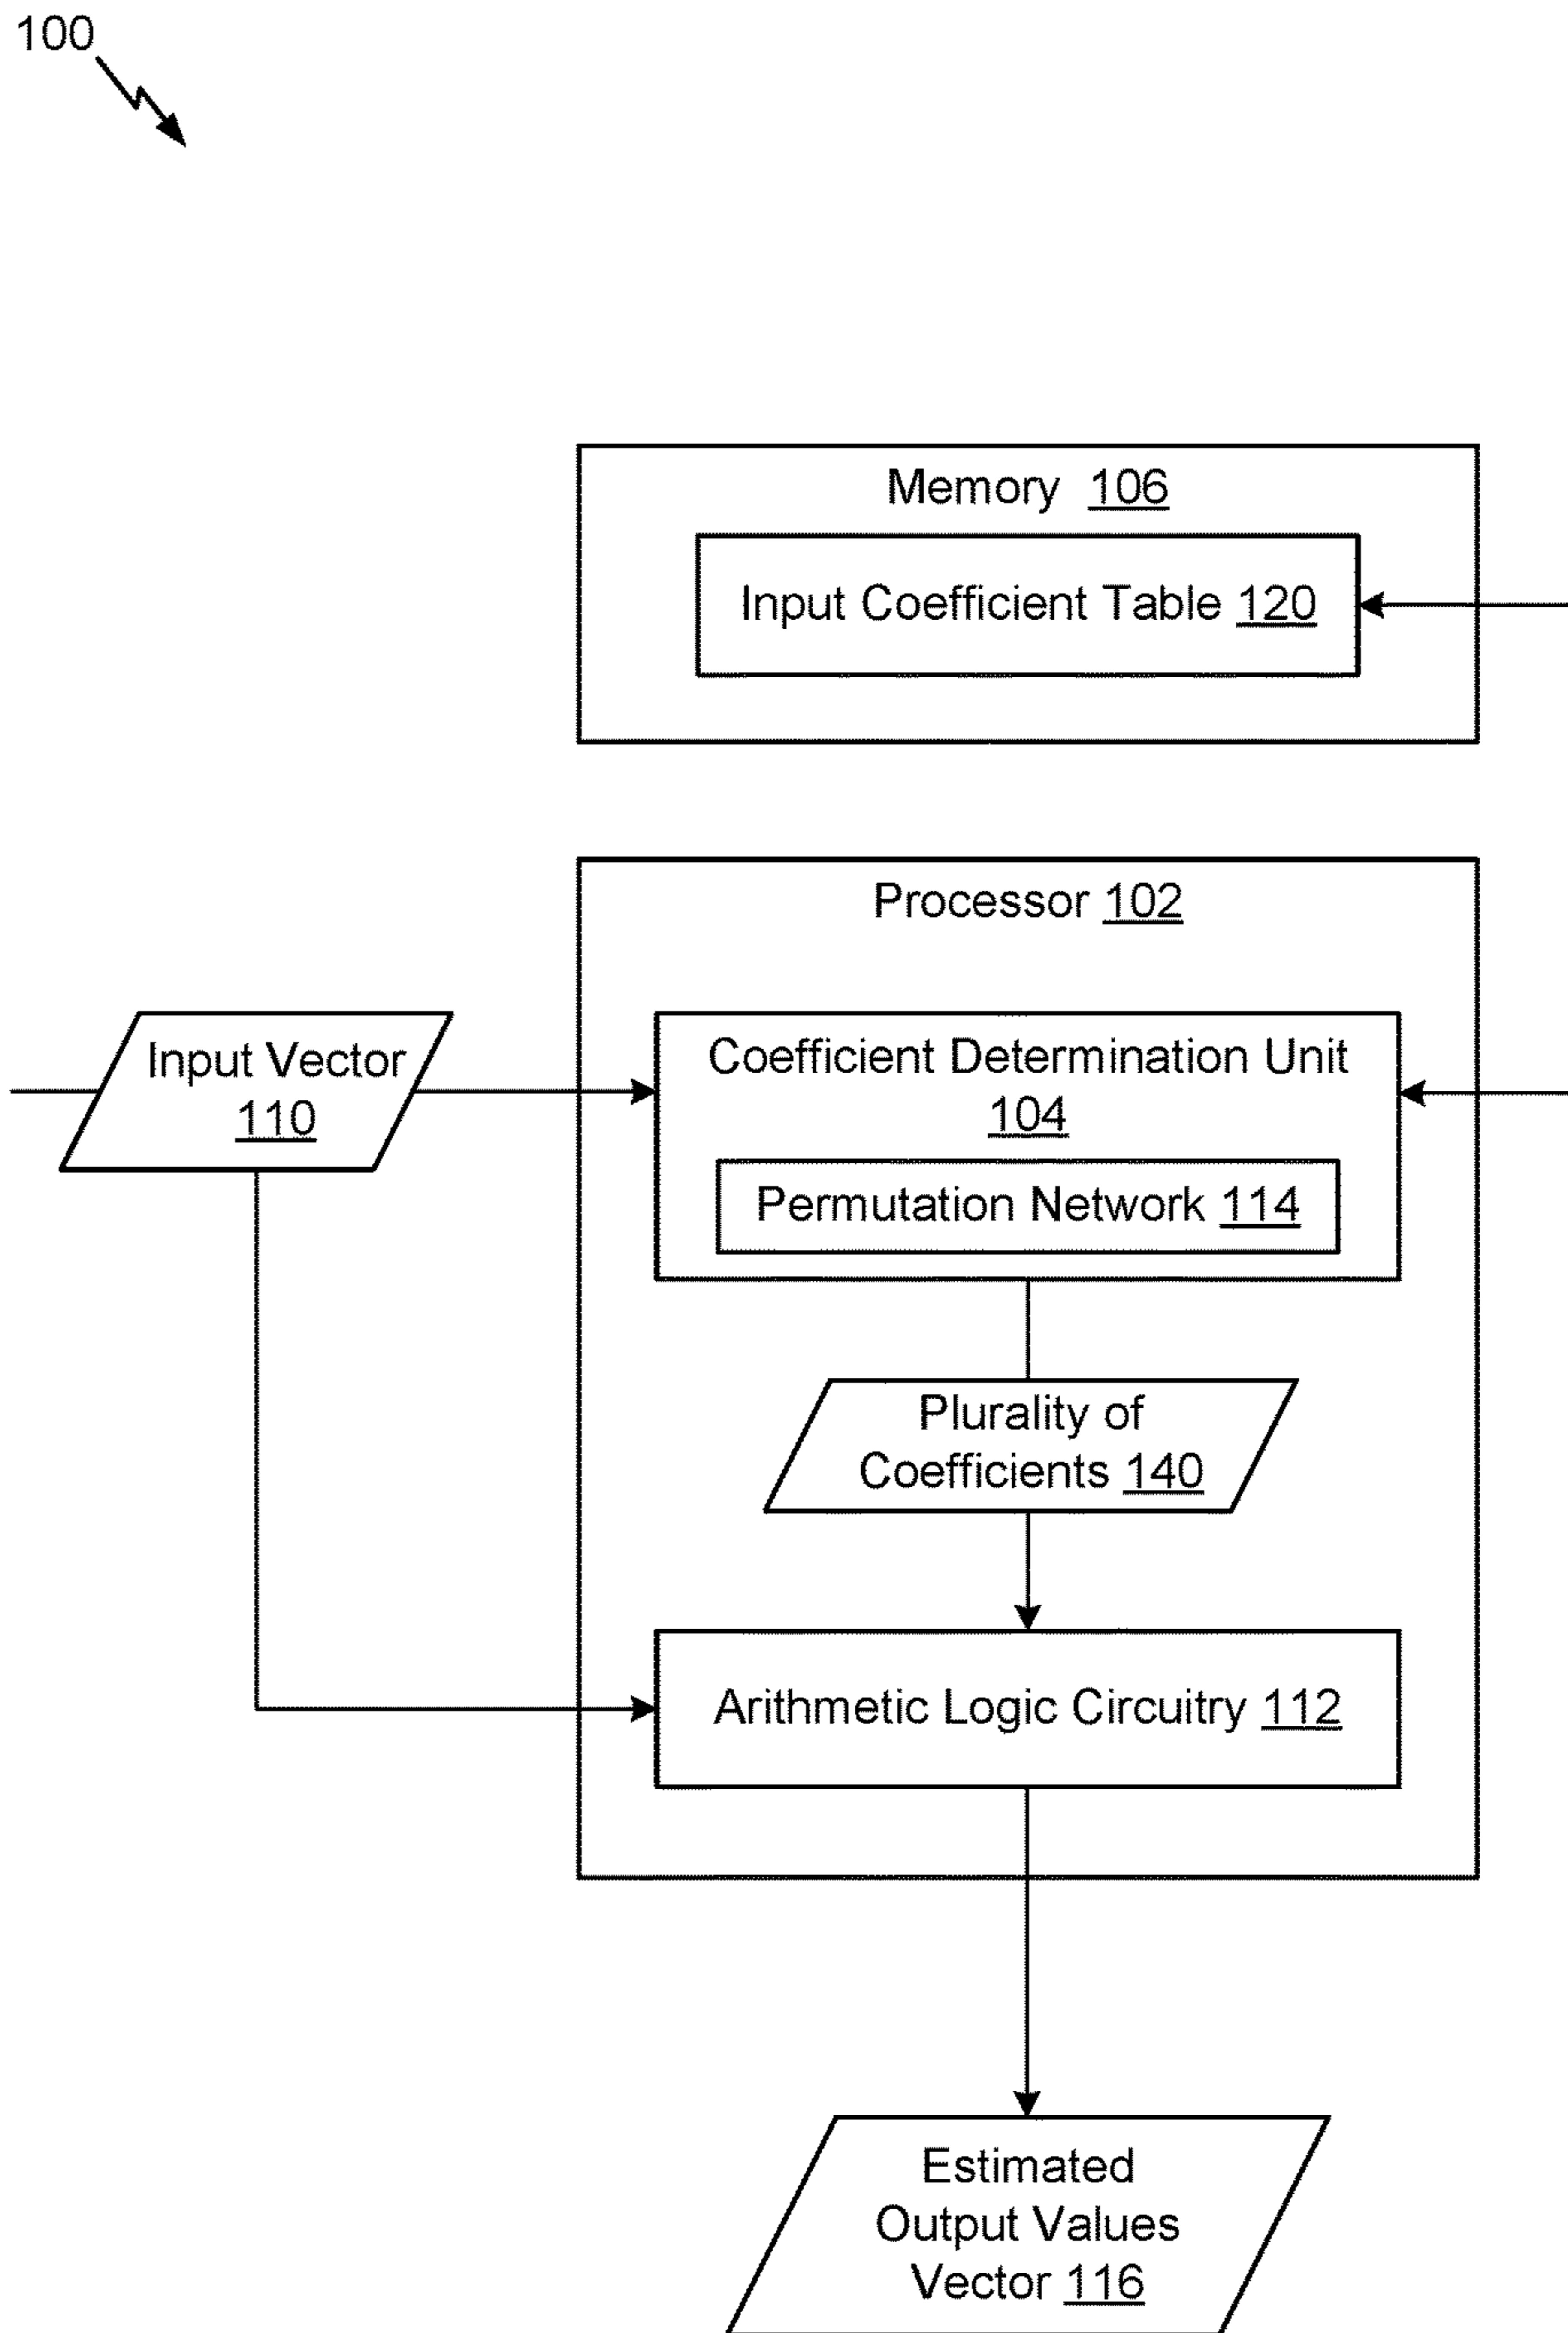 100
Memory 106
Input Coefficient Table 120
Processor 102
Input Vector
110
Coefficient Determination Unit
104
Permutation Network 114
Plurality of
Coefficients 140
Arithmetic Logic Circuitry 112
Estimated
Output Values
Vector 116